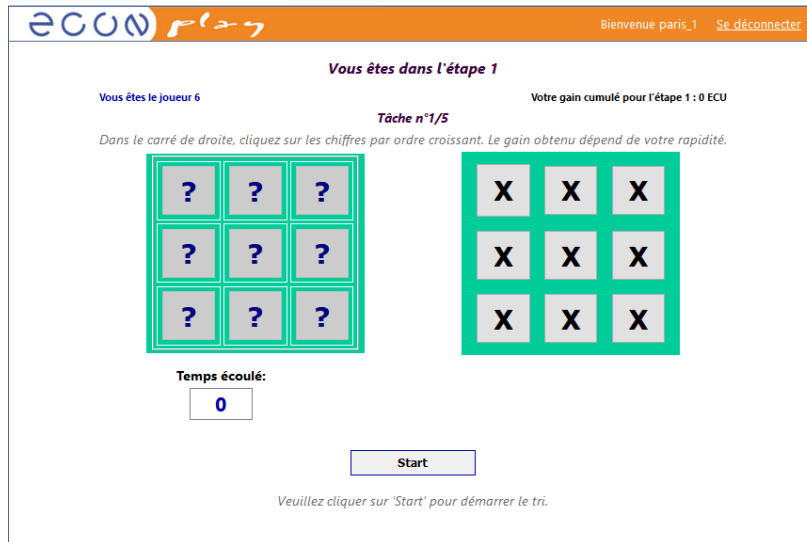 econ play
Bienvenue paris_1 Se déconnecter
Vous êtes dans l'étape 1
Vous êtes le joueur 6
Votre gain cumulé pour l'étape 1 : 0 ECU
Tâche n°1/5
Dans le carré de droite, cliquez sur les chiffres par ordre croissant. Le gain obtenu dépend de votre rapidité.
? ? ? X X X
? ? ? X X X
? ? ? X X X
Temps écoulé:
0
Start
Veuillez cliquer sur 'Start' pour démarrer le tri.